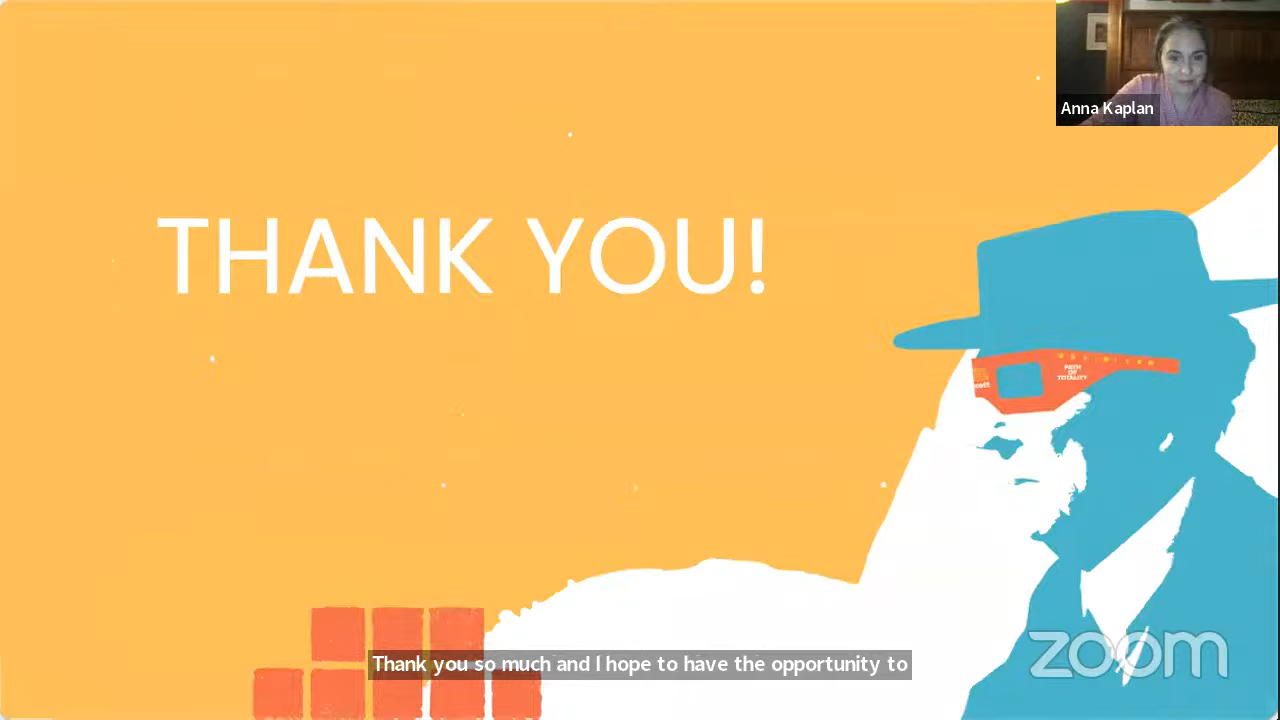 Anna Kaplan
THANK YOU!
PATH
OF
TOTALITY
Thank you so much and I hope to have the opportunity to
zoom